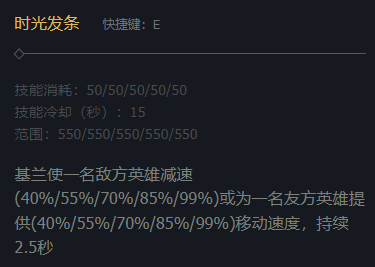 时光发条 快捷键：E
技能消耗：50/50/50/50/50
技能冷却（秒）：15
范围：550/550/550/550/550
基兰使一名敌方英雄减速
(40%/55%/70%/85%/99%)或为一名友方英雄提
供(40%/55%/70%/85%/99%)移动速度，持续
2.5秒